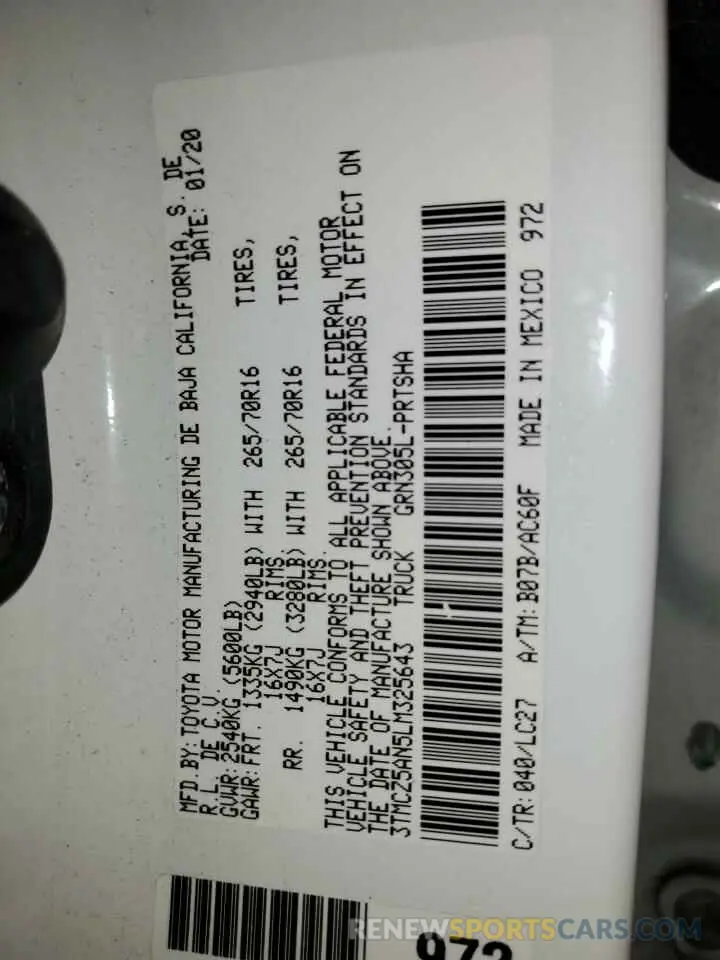 MFD.BY:TOYOTA MOTOR MANUFACTURING DE BAJA CALIFORNIA, S. DE
R.L. DE C.V. DATE: 01/20
GVWR:2540KG (5600LB)
GAWR:FRT. 1335KG (2940LB) WITH 265/70R16 TIRES,
16X7J RIMS
RR. 1490KG (3280LB) WITH 265/70R16 TIRES,
16X7J RIMS.
THIS VEHICLE CONFORMS TO ALL APPLICABLE FEDERAL MOTOR
VEHICLE SAFETY AND THEFT PREVENTION STANDARDS IN EFFECT ON
THE DATE OF MANUFACTURE SHOWN ABOVE.
3TMCZ5AN5LM325643 TRUCK GRN305L-PRTSHA
C/TR:040/LC27 A/TM:B07B/AC60F MADE IN MEXICO 972
972
RENEWSPORTSCARS.COM